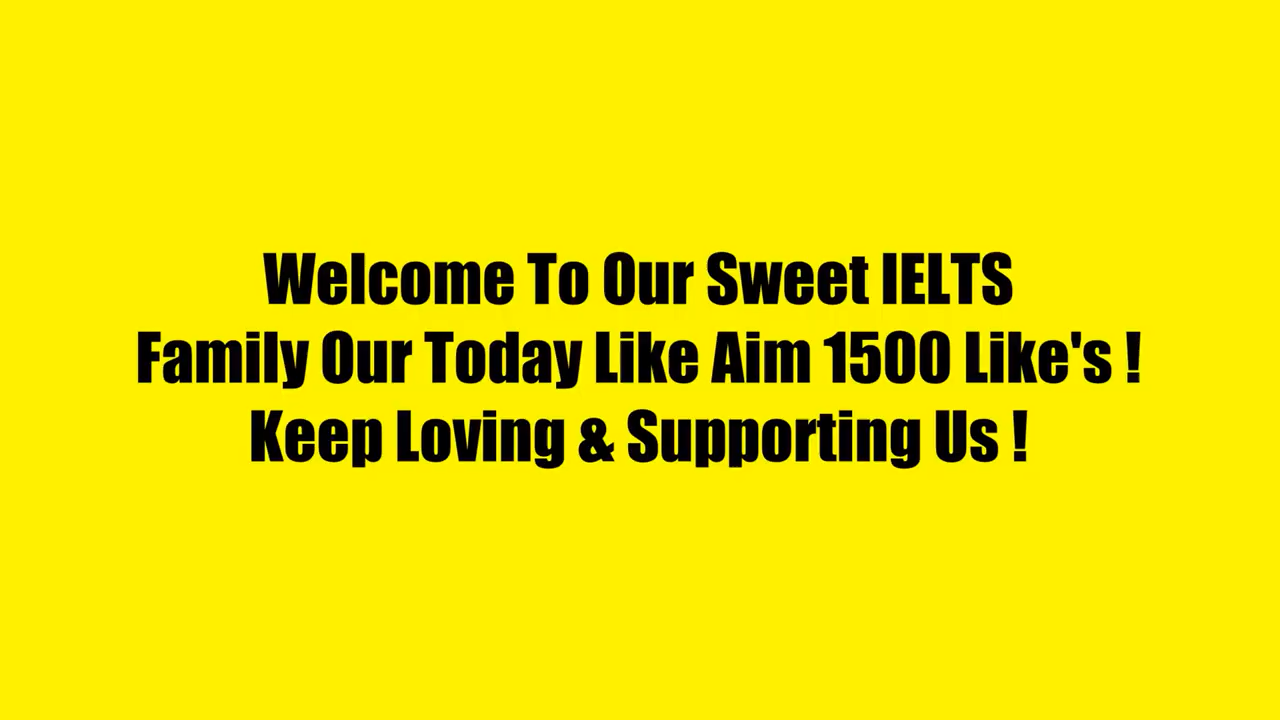 Welcome To Our Sweet IELTS
Family Our Today Like Aim 1500 Like's !
Keep Loving & Supporting Us !